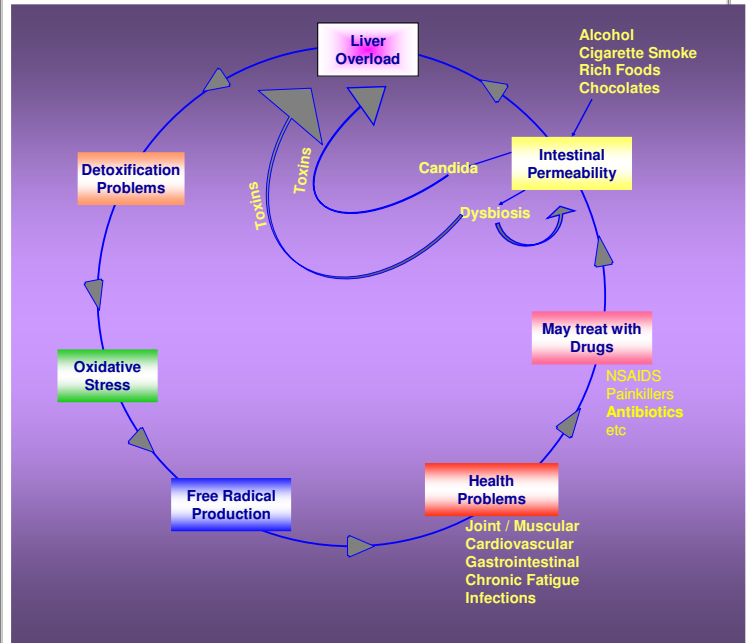 Liver
Overload
Alcohol
Cigarette Smoke
Rich Foods
Chocolates
Intestinal
Permeability
Candida
Dysbiosis
Toxins
Toxins
Detoxification
Problems
Oxidative
Stress
Free Radical
Production
Health
Problems
Joint / Muscular
Cardiovascular
Gastrointestinal
Chronic Fatigue
Infections
May treat with
Drugs
NSAIDS
Painkillers
Antibiotics
etc